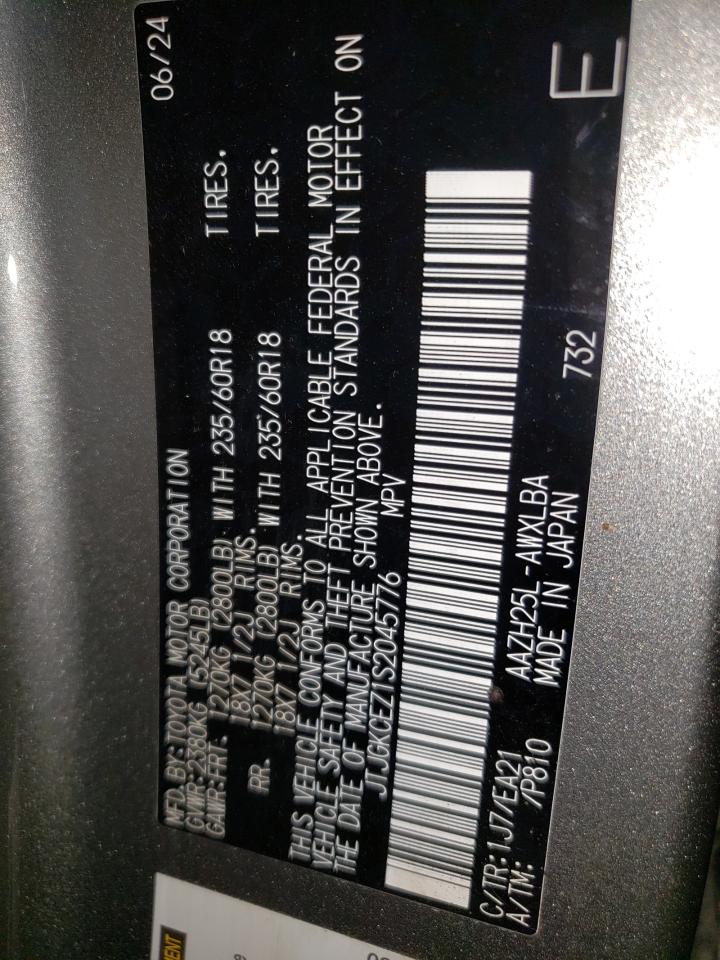 MFD. BY: TOYOTA MOTOR CORPORATION 06/24
GVWR: 2380KG (5245LB)
GAWR: FRT. 1270KG (2800LB) WITH 235/60R18 TIRES.
18X7 1/2J RIMS.
RR. 1270KG (2800LB) WITH 235/60R18 TIRES.
18X7 1/2J RIMS.
THIS VEHICLE CONFORMS TO ALL APPLICABLE FEDERAL MOTOR
VEHICLE SAFETY AND THEFT PREVENTION STANDARDS IN EFFECT ON
THE DATE OF MANUFACTURE SHOWN ABOVE.
JTJGKCEZ1S2045776 MPV
C/TR: 1J7/EA21 AAZH25L-AWXLBA
A/TM: /P810 MADE IN JAPAN 732 E